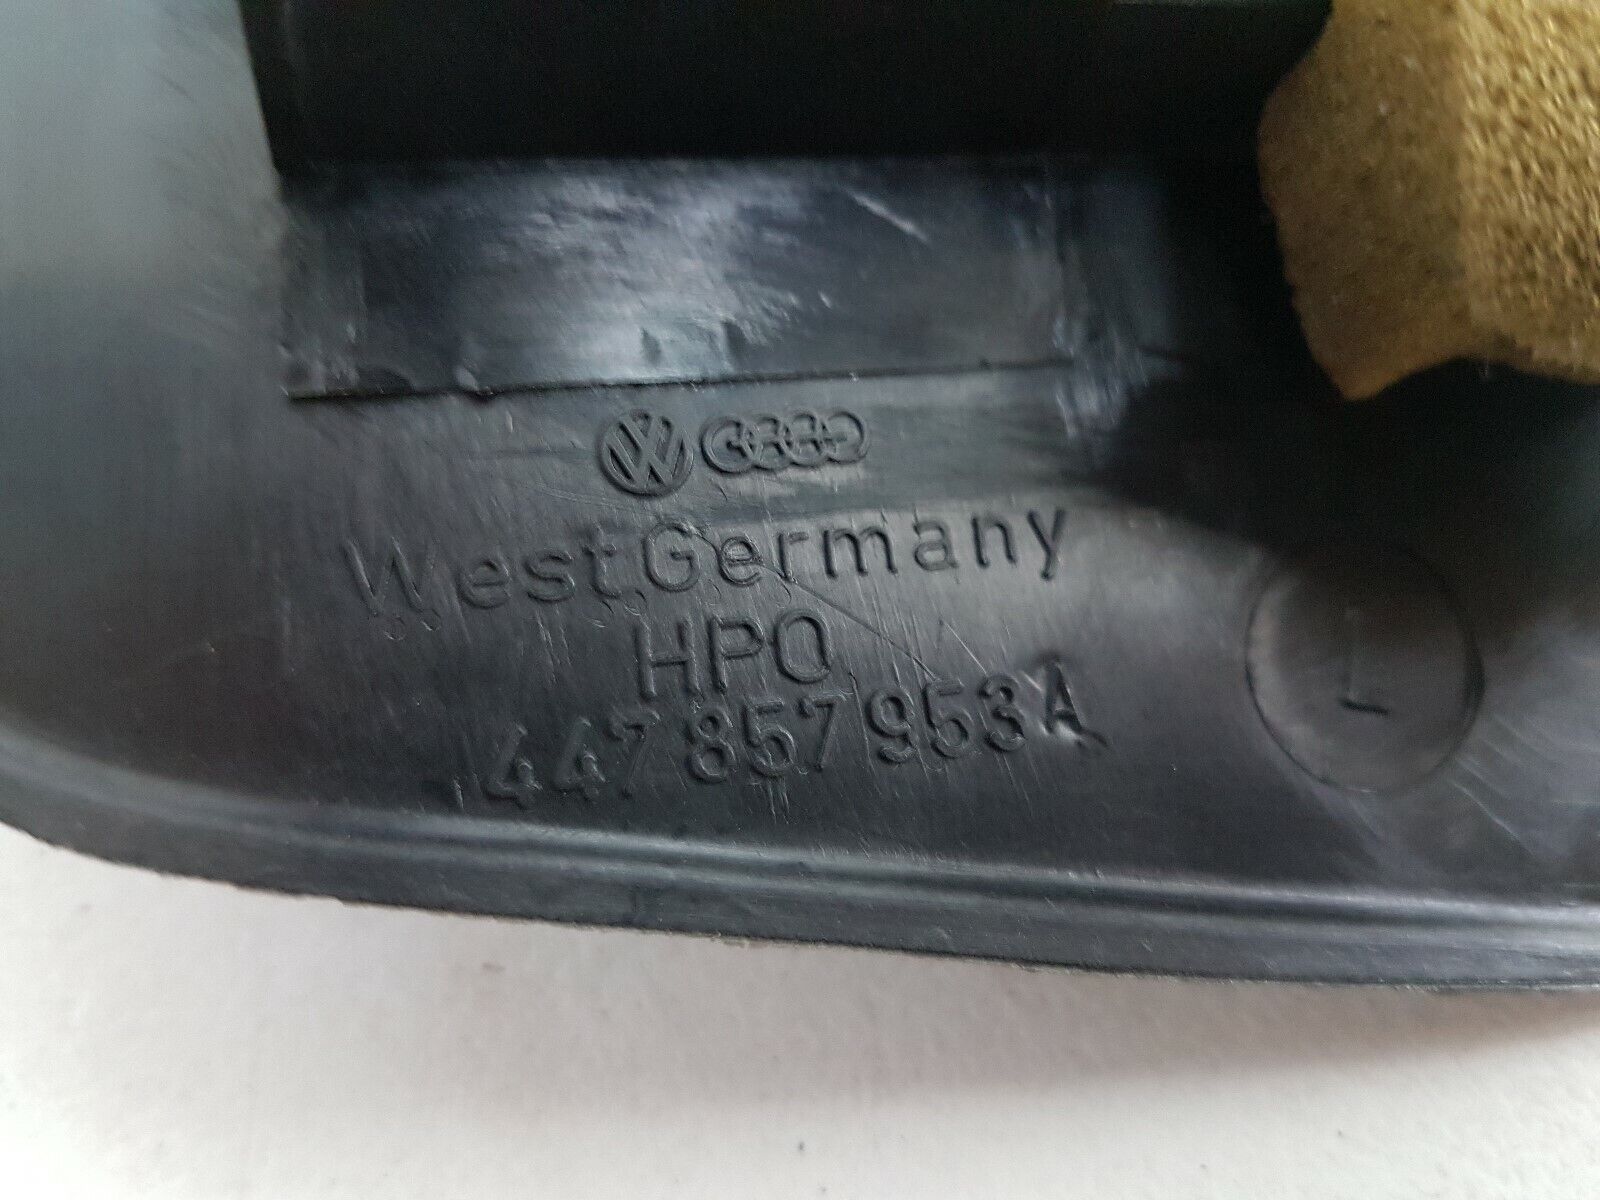 West Germany
HPO
447 857 953 A